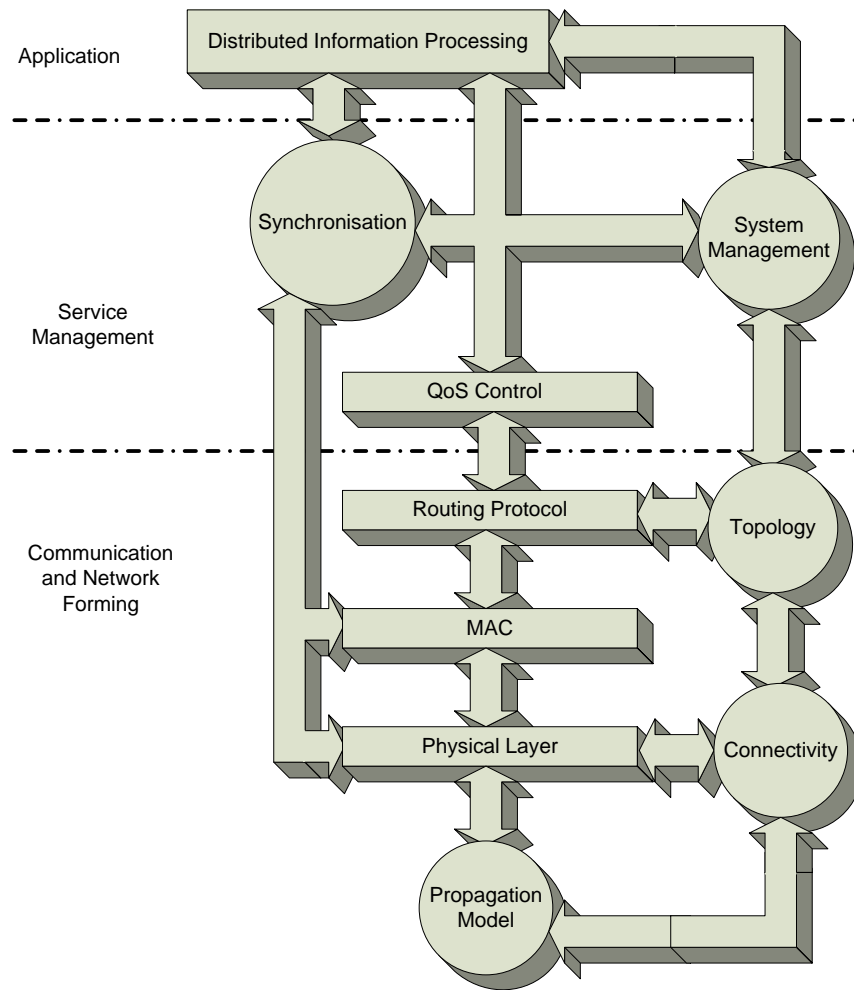 Application
Distributed Information Processing
Synchronisation
System
Management
Service
Management
QoS Control
Routing Protocol
Topology
Communication
and Network
Forming
MAC
Physical Layer
Connectivity
Propagation
Model